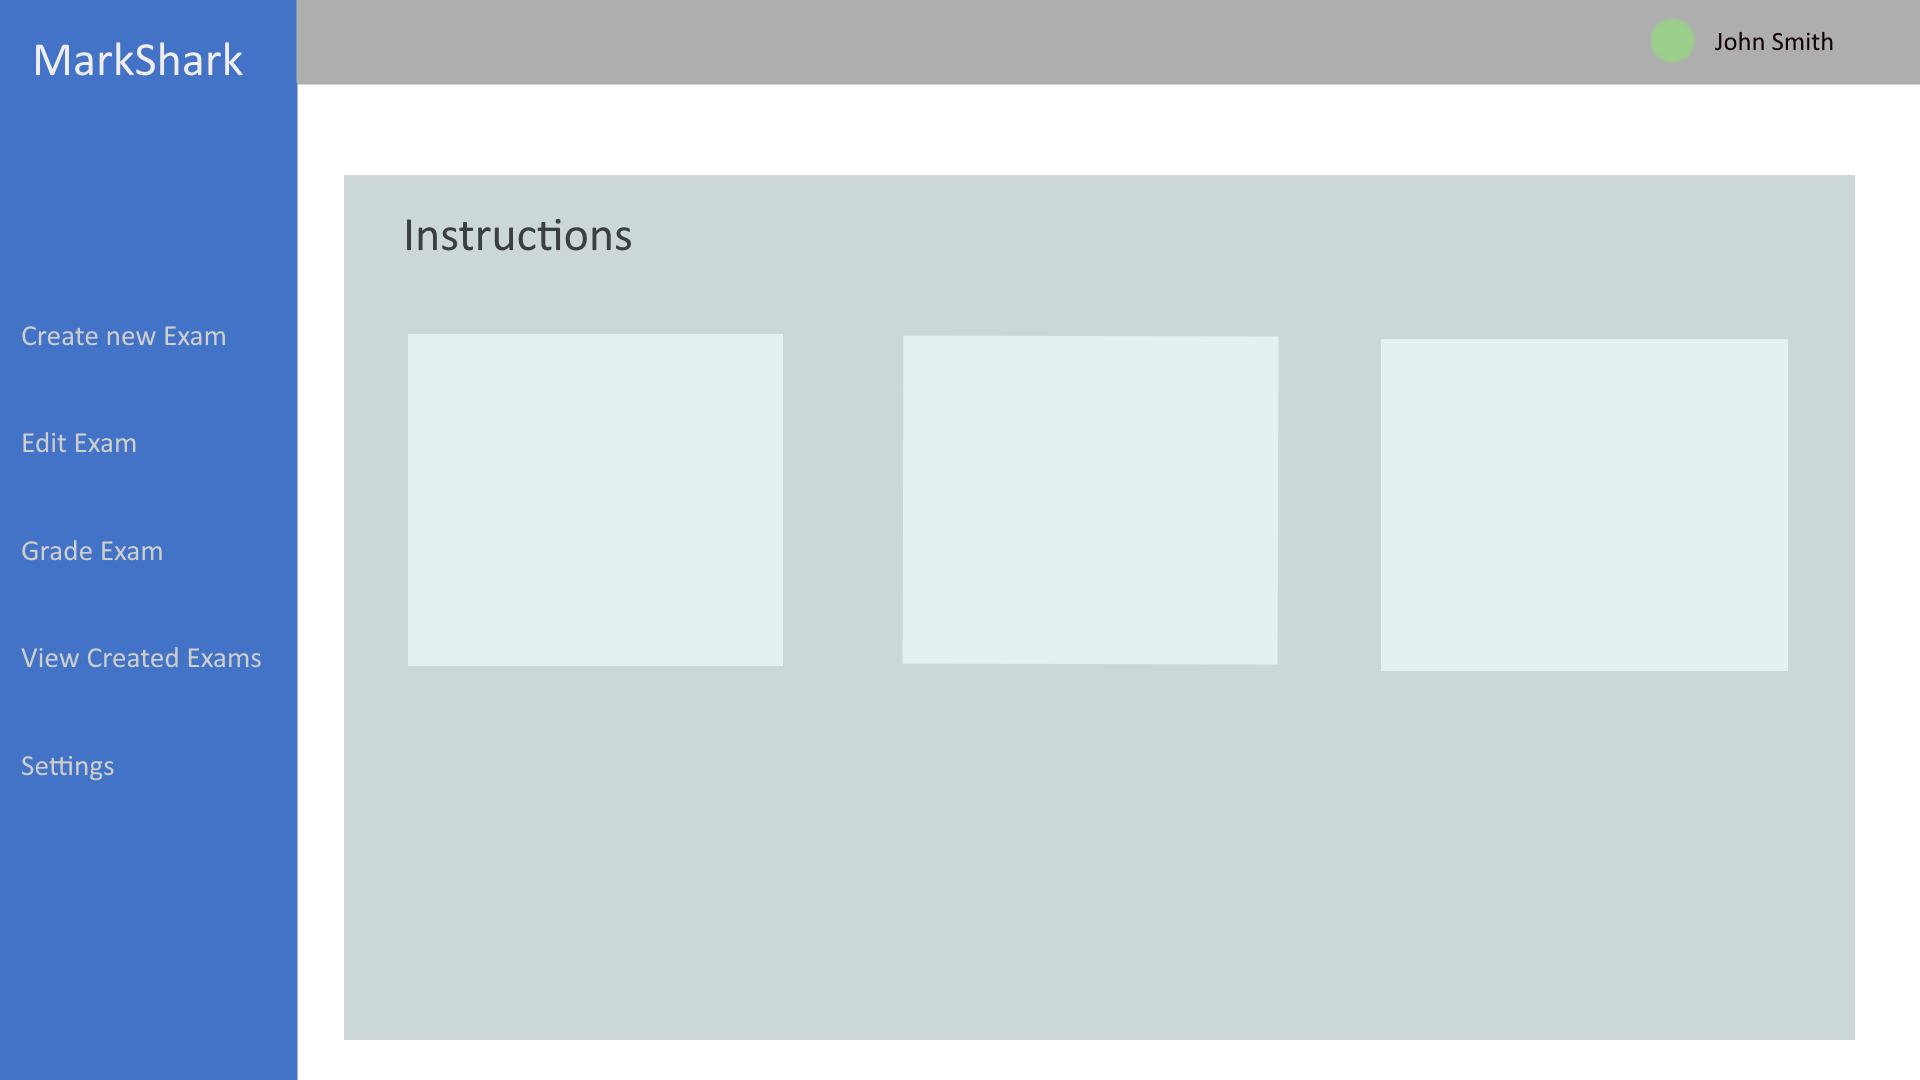 MarkShark
John Smith
Instructions
Create new Exam
Edit Exam
Grade Exam
View Created Exams
Settings